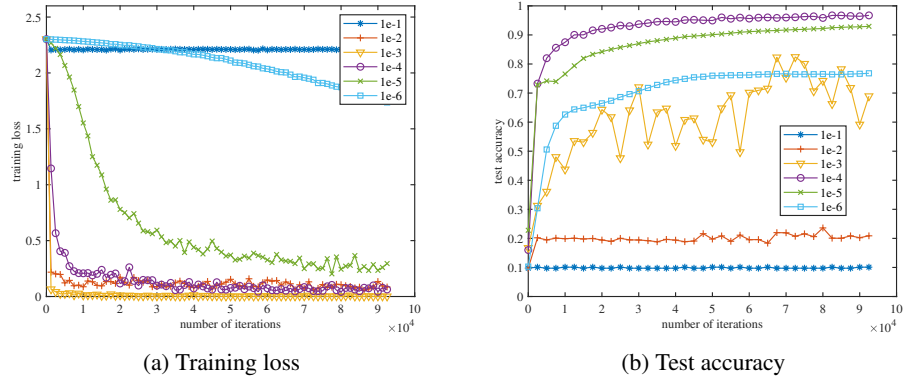 2.5
2
1.5
1
0.5
0
training loss
0 1 2 3 4 5 6 7 8 9 10
number of iterations
×10^4
1e-1
1e-2
1e-3
1e-4
1e-5
1e-6
(a) Training loss
1
0.9
0.8
0.7
0.6
0.5
0.4
0.3
0.2
0.1
0
test accuracy
0 1 2 3 4 5 6 7 8 9 10
number of iterations
×10^4
1e-1
1e-2
1e-3
1e-4
1e-5
1e-6
(b) Test accuracy